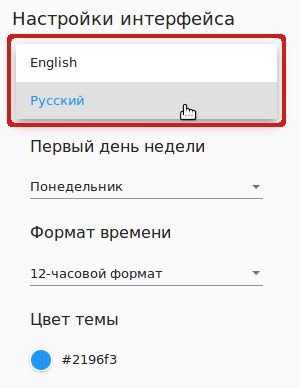 Настройки интерфейса
English
Русский
Первый день недели
Понедельник
Формат времени
12-часовой формат
Цвет темы
#2196f3